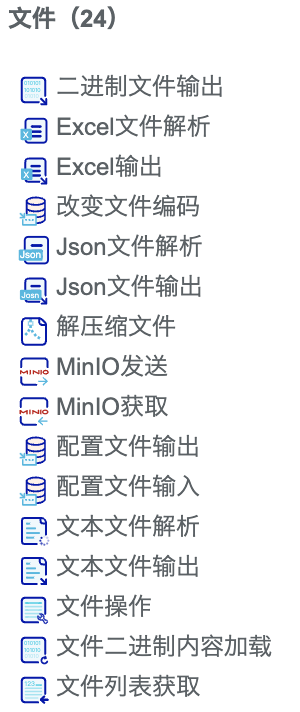 文件（24）
二进制文件输出
Excel文件解析
Excel输出
改变文件编码
Json文件解析
Json文件输出
解压缩文件
MinIO发送
MinIO获取
配置文件输出
配置文件输入
文本文件解析
文本文件输出
文件操作
文件二进制内容加载
文件列表获取